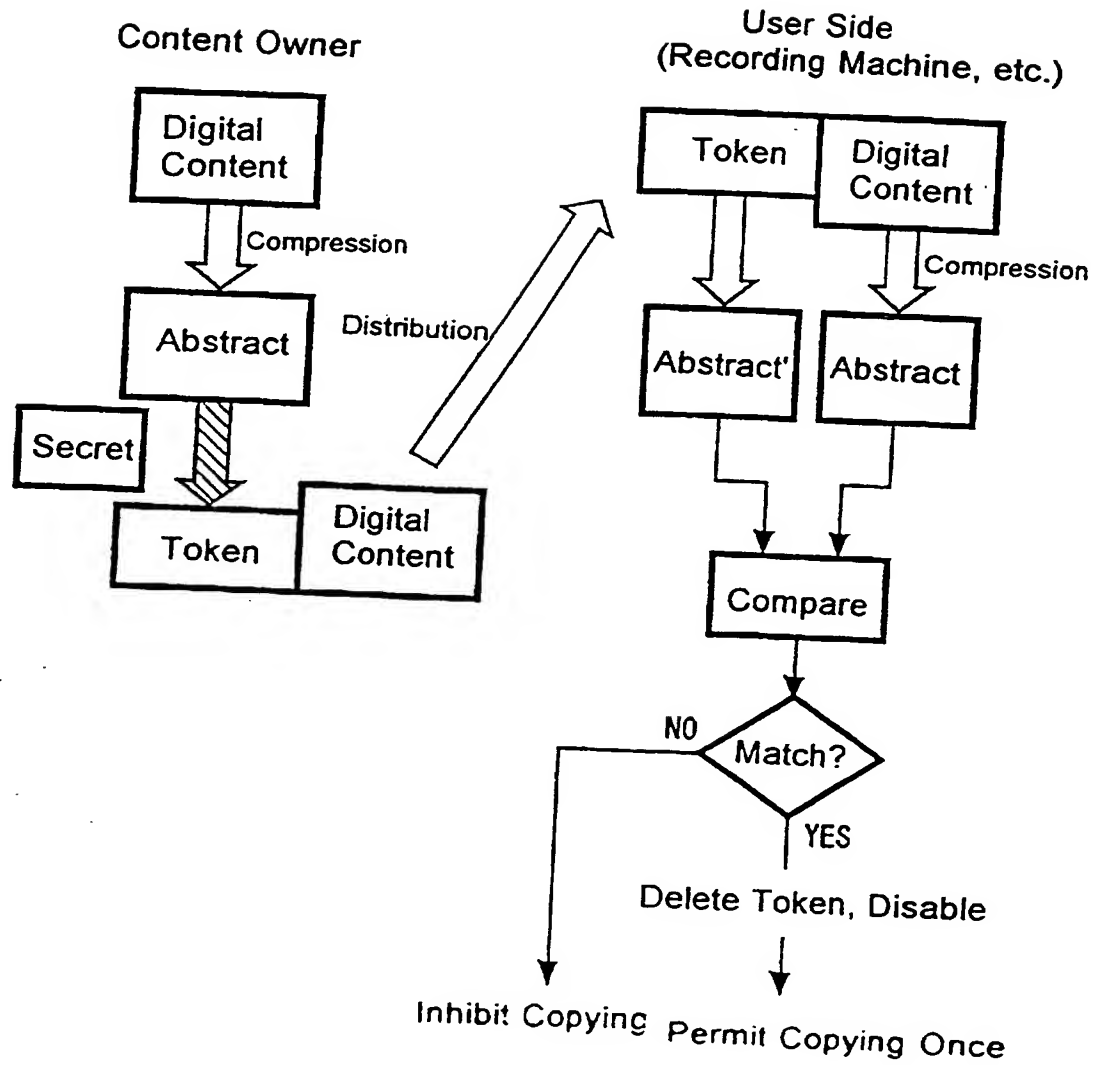 Content Owner
Digital
Content
Compression
Abstract
Secret
Token
Digital
Content
Distribution
User Side
(Recording Machine, etc.)
Token
Digital
Content
Compression
Abstract'
Abstract
Compare
Match?
NO
YES
Delete Token, Disable
Inhibit Copying
Permit Copying Once